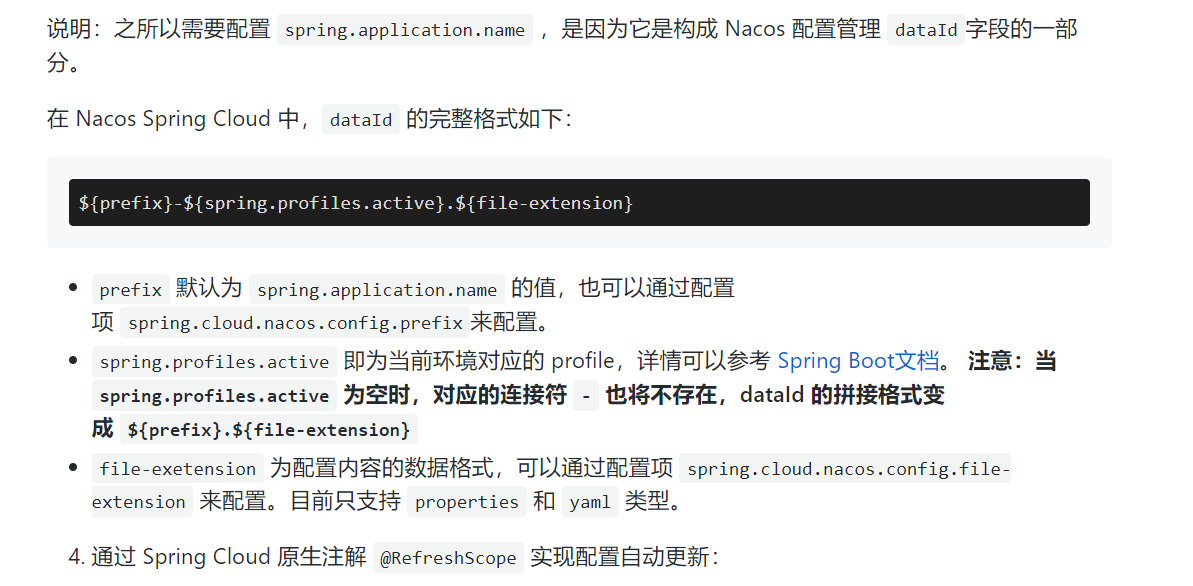 说明：之所以需要配置 spring.application.name ，是因为它是构成 Nacos 配置管理 dataId 字段的一部
分。
在 Nacos Spring Cloud 中，dataId 的完整格式如下：
${prefix}-${spring.profiles.active}.${file-extension}
• prefix 默认为 spring.application.name 的值，也可以通过配置
项 spring.cloud.nacos.config.prefix 来配置。
• spring.profiles.active 即为当前环境对应的 profile，详情可以参考 Spring Boot文档。 注意：当
spring.profiles.active 为空时，对应的连接符 - 也将不存在，dataId 的拼接格式变
成 ${prefix}.${file-extension}
• file-exetension 为配置内容的数据格式，可以通过配置项 spring.cloud.nacos.config.file-
extension 来配置。目前只支持 properties 和 yaml 类型。
4. 通过 Spring Cloud 原生注解 @RefreshScope 实现配置自动更新：